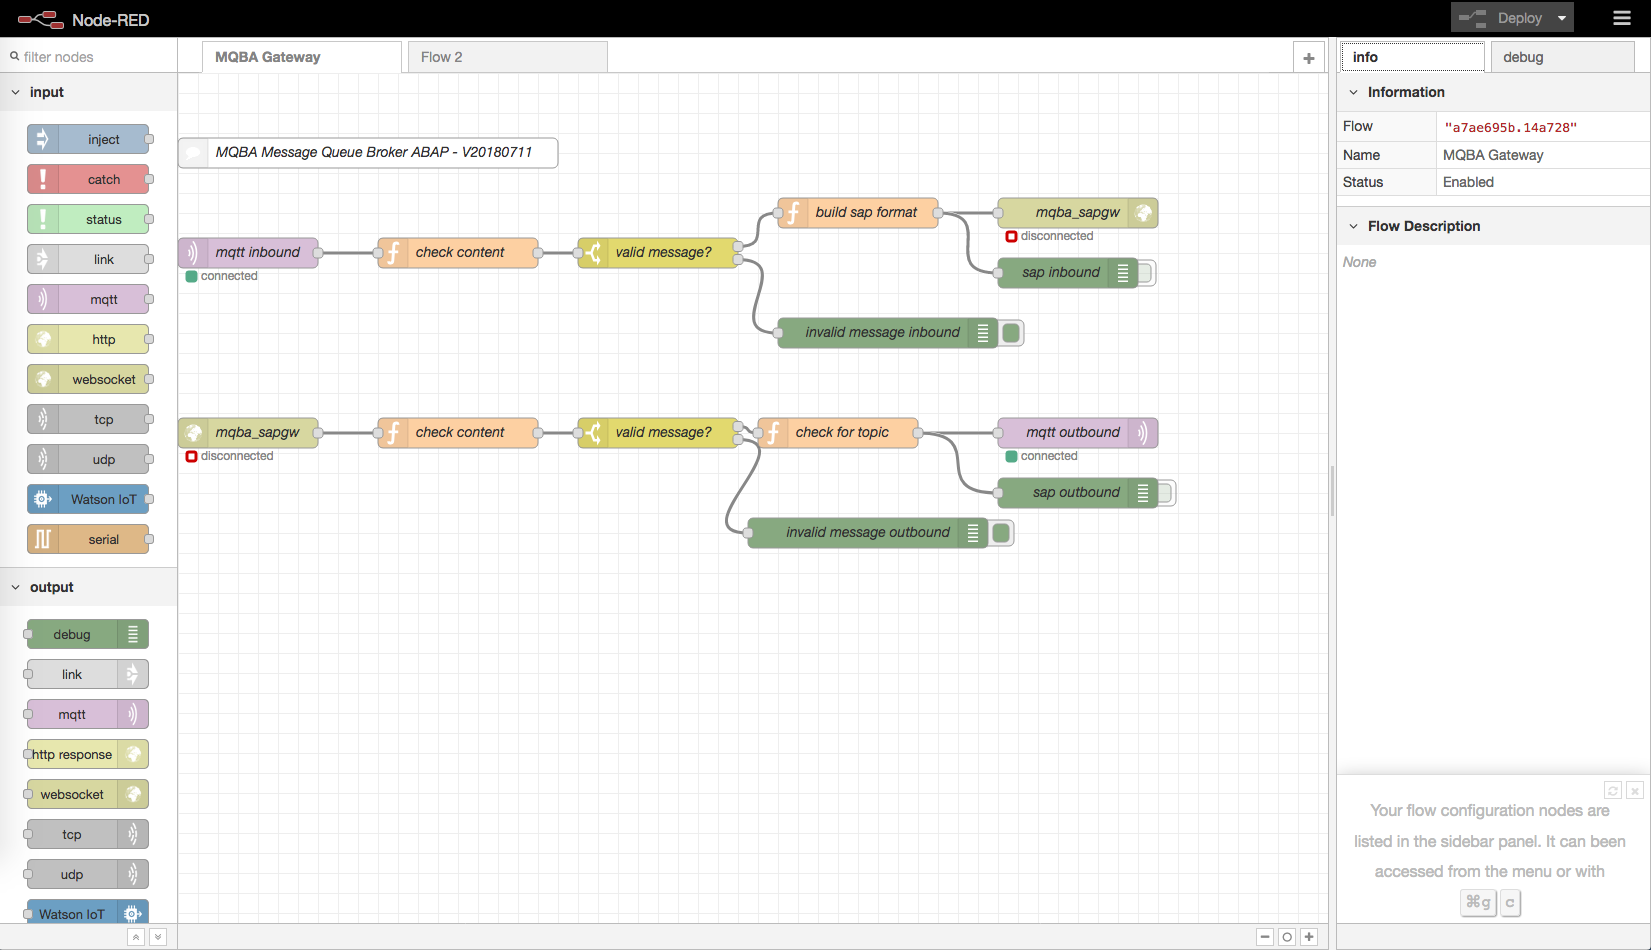 Node-RED
Deploy
filter nodes
MQBA Gateway
Flow 2
info
debug
input
inject
catch
status
link
mqtt
http
websocket
tcp
udp
Watson IoT
serial
output
debug
link
mqtt
http response
websocket
tcp
udp
Watson IoT
MQBA Message Queue Broker ABAP - V20180711
build sap format
mqba_sapgw
disconnected
mqtt inbound
connected
check content
valid message?
sap inbound
invalid message inbound
mqba_sapgw
disconnected
check content
valid message?
check for topic
mqtt outbound
connected
sap outbound
invalid message outbound
Information
Flow "a7ae695b.14a728"
Name MQBA Gateway
Status Enabled
Flow Description
None
Your flow configuration nodes are
listed in the sidebar panel. It can been
accessed from the menu or with
⌘g c